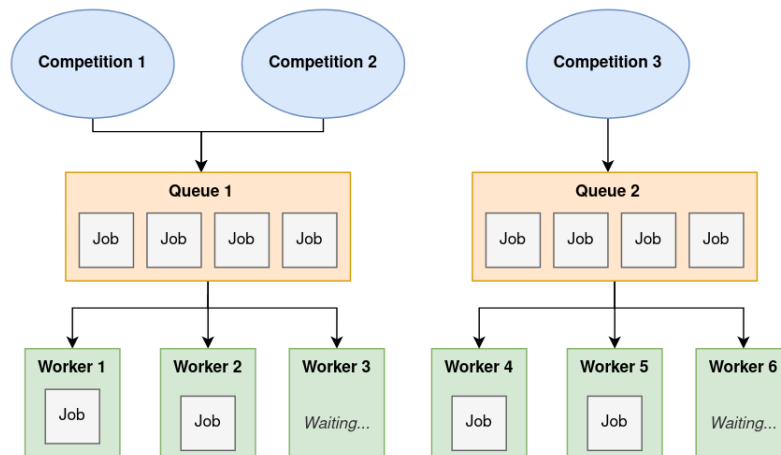 Competition 1
Competition 2
Competition 3
Queue 1
Queue 2
Job
Job
Job
Job
Job
Job
Job
Job
Worker 1
Worker 2
Worker 3
Worker 4
Worker 5
Worker 6
Job
Job
Waiting...
Job
Job
Waiting...